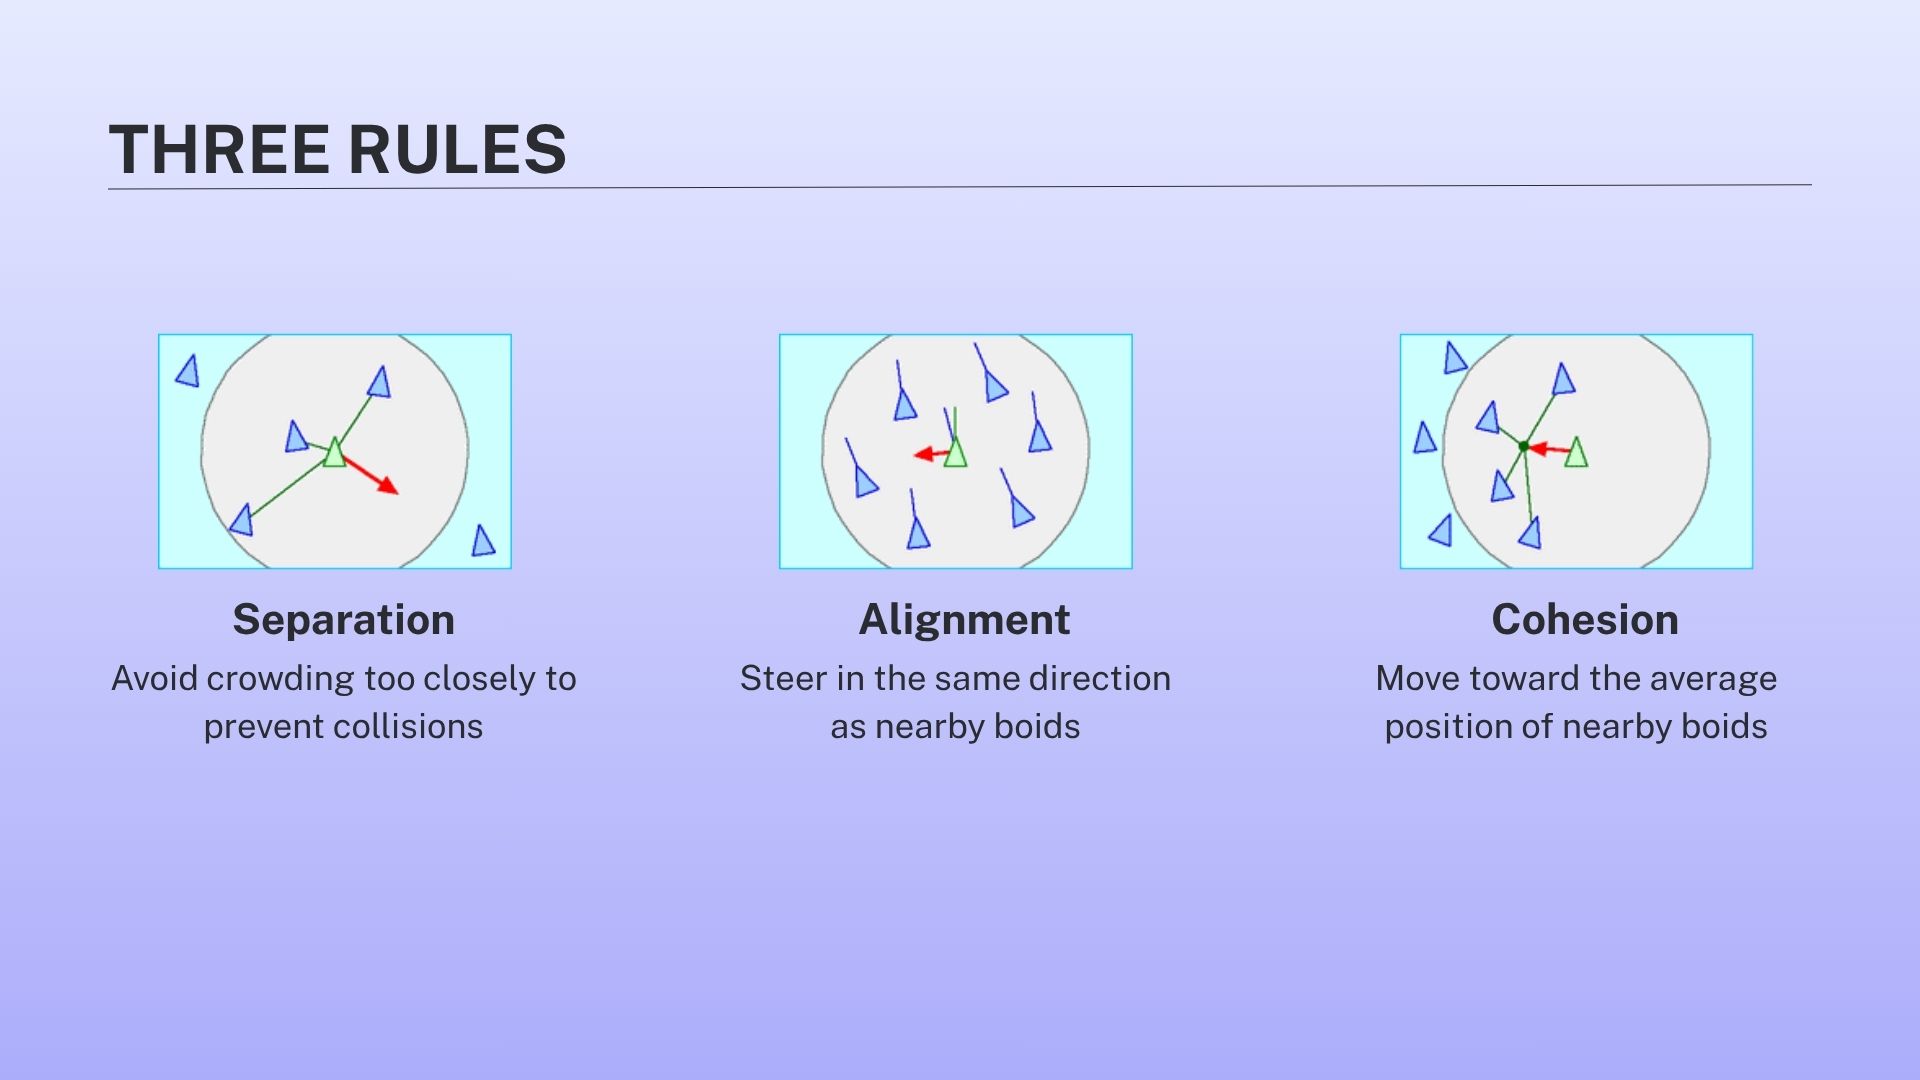 THREE RULES
Separation
Avoid crowding too closely to
prevent collisions
Alignment
Steer in the same direction
as nearby boids
Cohesion
Move toward the average
position of nearby boids